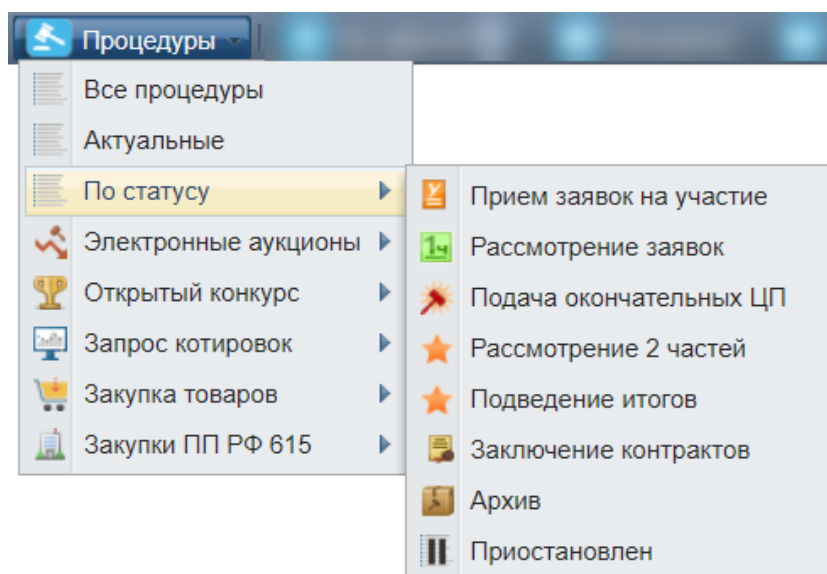 Процедуры
Все процедуры
Актуальные
По статусу
Электронные аукционы
Открытый конкурс
Запрос котировок
Закупка товаров
Закупки ПП РФ 615
Прием заявок на участие
Рассмотрение заявок
Подача окончательных ЦП
Рассмотрение 2 частей
Подведение итогов
Заключение контрактов
Архив
Приостановлен